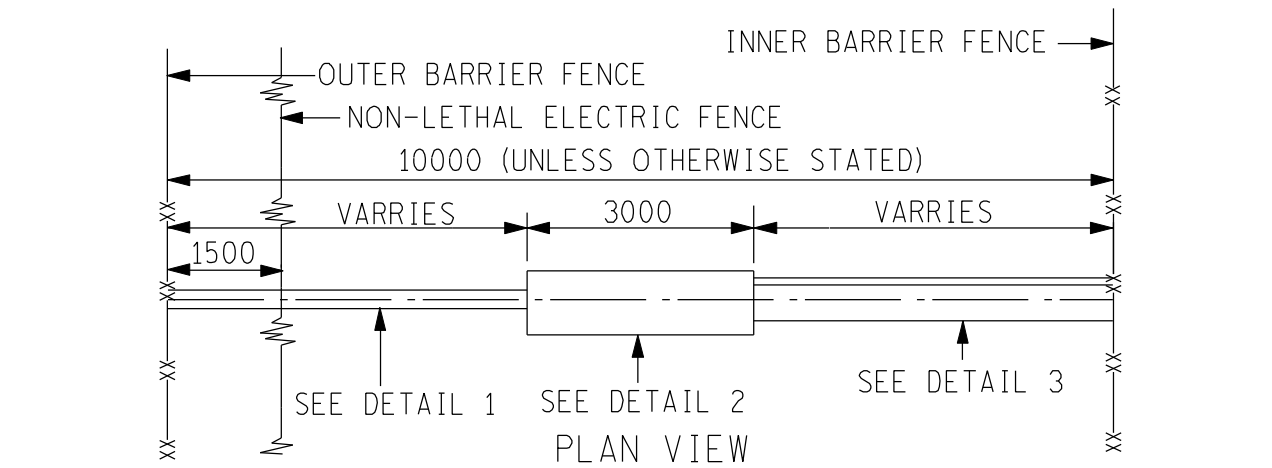 INNER BARRIER FENCE
OUTER BARRIER FENCE
NON-LETHAL ELECTRIC FENCE
10000 (UNLESS OTHERWISE STATED)
VARRIES
3000
VARRIES
1500
SEE DETAIL 1
SEE DETAIL 2
SEE DETAIL 3
PLAN VIEW